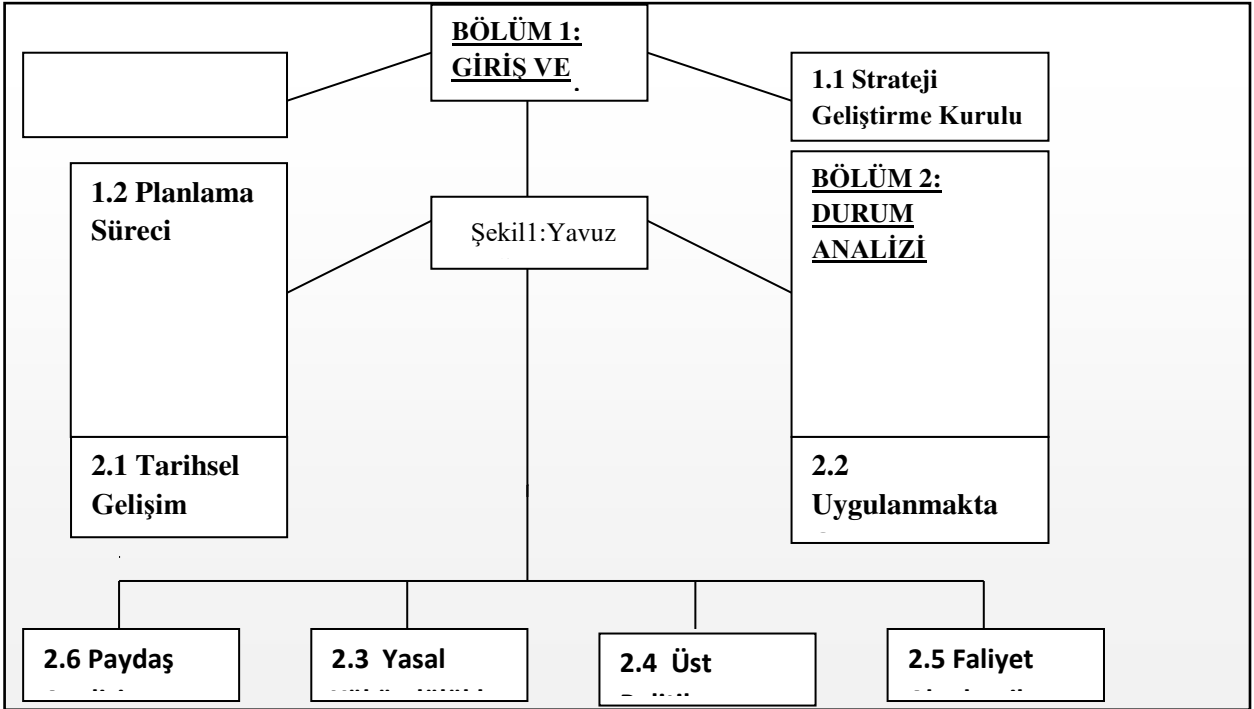 BÖLÜM 1:
GİRİŞ VE
1.1 Strateji
Geliştirme Kurulu
1.2 Planlama
Süreci
Şekil1:Yavuz
BÖLÜM 2:
DURUM
ANALİZİ
2.1 Tarihsel
Gelişim
2.2
Uygulanmakta
2.6 Paydaş
2.3 Yasal
2.4 Üst
2.5 Faliyet